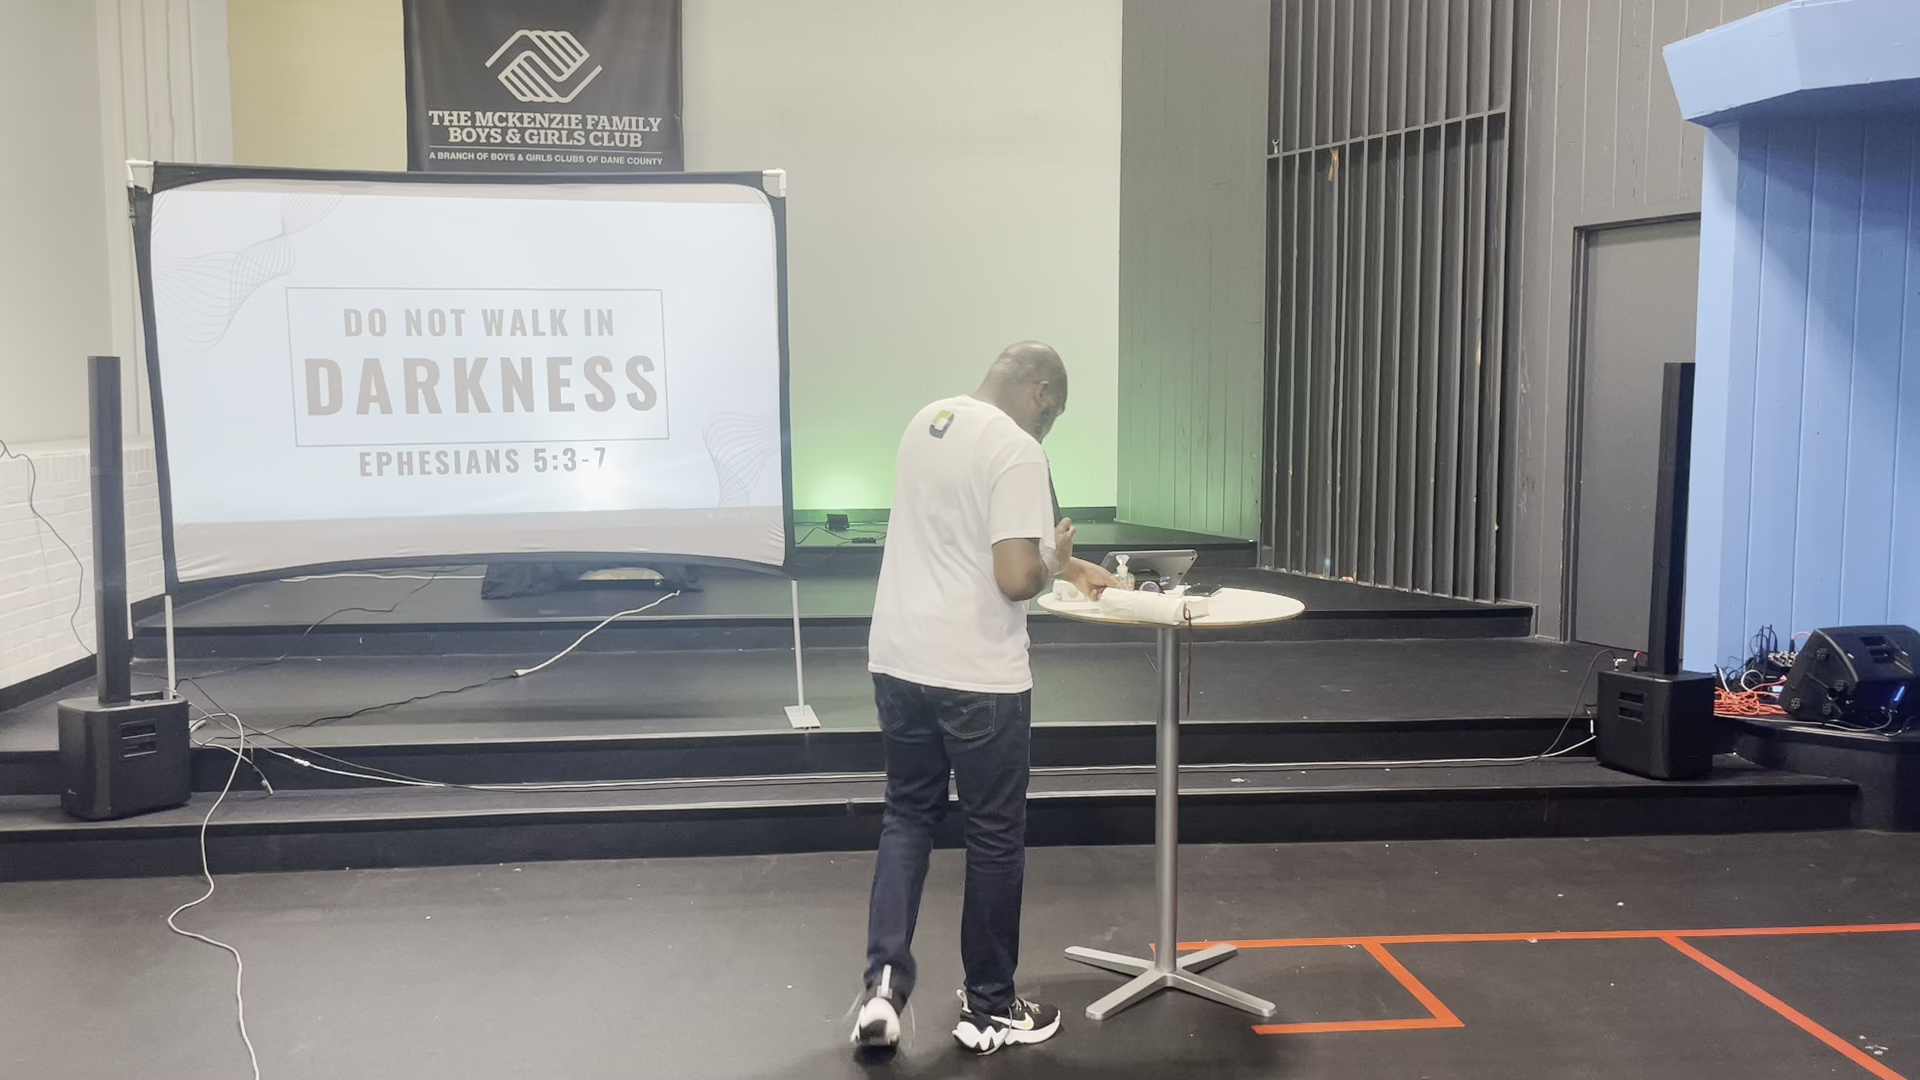 THE MCKENZIE FAMILY
BOYS & GIRLS CLUB
A BRANCH OF BOYS & GIRLS CLUBS OF DANE COUNTY
DO NOT WALK IN
DARKNESS
EPHESIANS 5:3-7